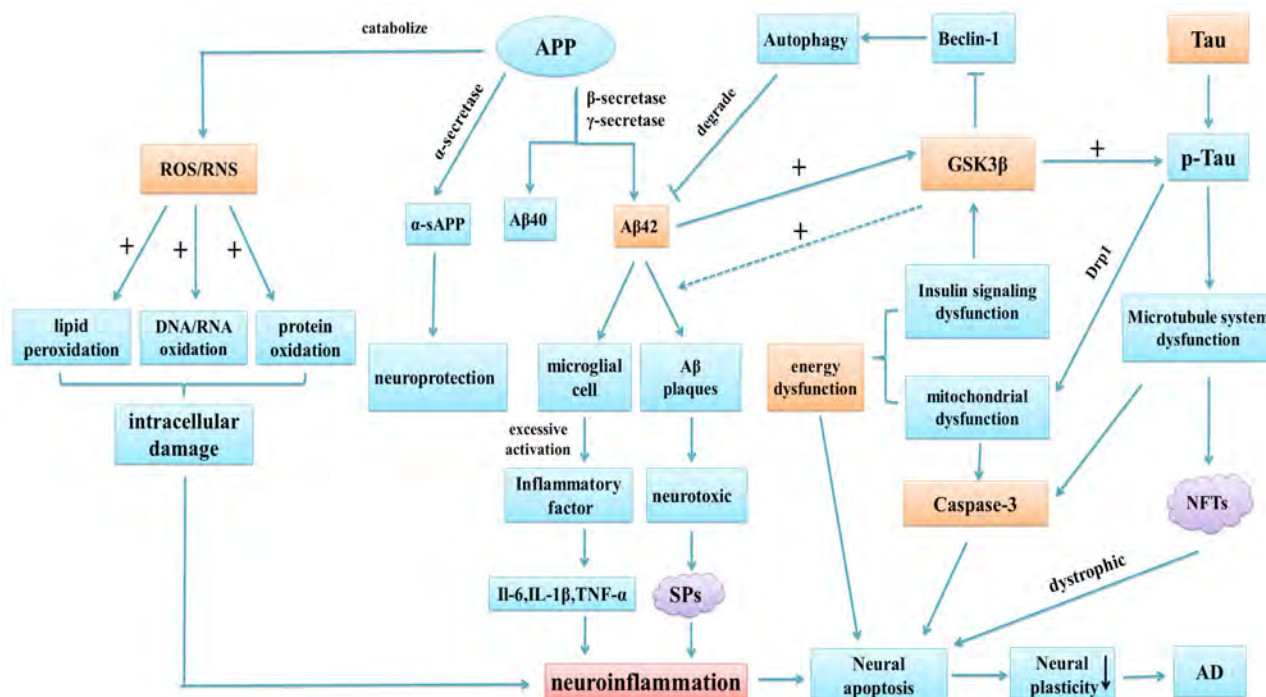 catabolize
APP
Autophagy
Beclin-1
Tau
α-secretase
β-secretase
γ-secretase
degrade
ROS/RNS
+
GSK3β
+
p-Tau
α-sAPP
Aβ40
Aβ42
+
+
+
+
Drp1
lipid
peroxidation
DNA/RNA
oxidation
protein
oxidation
Insulin signaling
dysfunction
Microtubule system
dysfunction
neuroprotection
microglial
cell
Aβ
plaques
energy
dysfunction
mitochondrial
dysfunction
intracellular
damage
excessive
activation
Inflammatory
factor
neurotoxic
Caspase-3
NFTs
dystrophic
Il-6,IL-1β,TNF-α
SPs
neuroinflammation
Neural
apoptosis
Neural
plasticity↓
AD